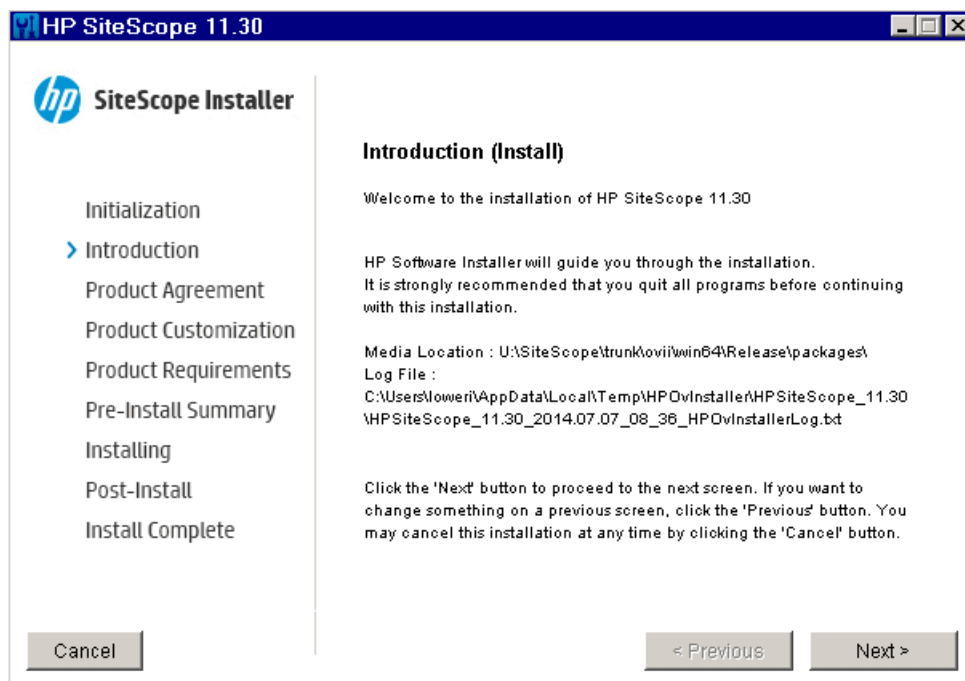 HP SiteScope 11.30
hp
SiteScope Installer
Initialization
Introduction
Product Agreement
Product Customization
Product Requirements
Pre-Install Summary
Installing
Post-Install
Install Complete
Introduction (Install)
Welcome to the installation of HP SiteScope 11.30
HP Software Installer will guide you through the installation.
It is strongly recommended that you quit all programs before continuing
with this installation.
Media Location : U:\SiteScope\trunk\ovii\win64\Release\packages\
Log File :
C:\Users\loweri\AppData\Local\Temp\HPOvInstaller\HPSiteScope_11.30
\HPSiteScope_11.30_2014.07.07_08_36_HPOvInstallerLog.txt
Click the 'Next' button to proceed to the next screen. If you want to
change something on a previous screen, click the 'Previous' button. You
may cancel this installation at any time by clicking the 'Cancel' button.
Cancel
< Previous
Next >